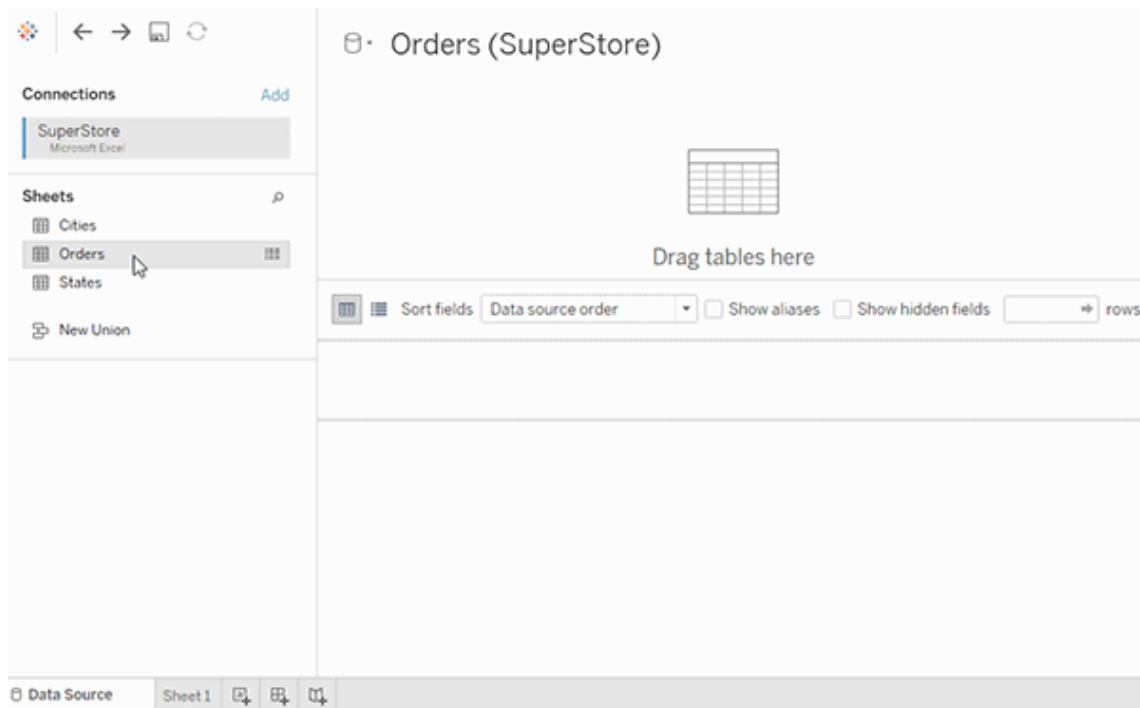 Orders (SuperStore)
Connections
Add
SuperStore
Microsoft Excel
Sheets
Cities
Orders
States
New Union
Drag tables here
Sort fields
Data source order
Show aliases
Show hidden fields
rows
Data Source
Sheet 1